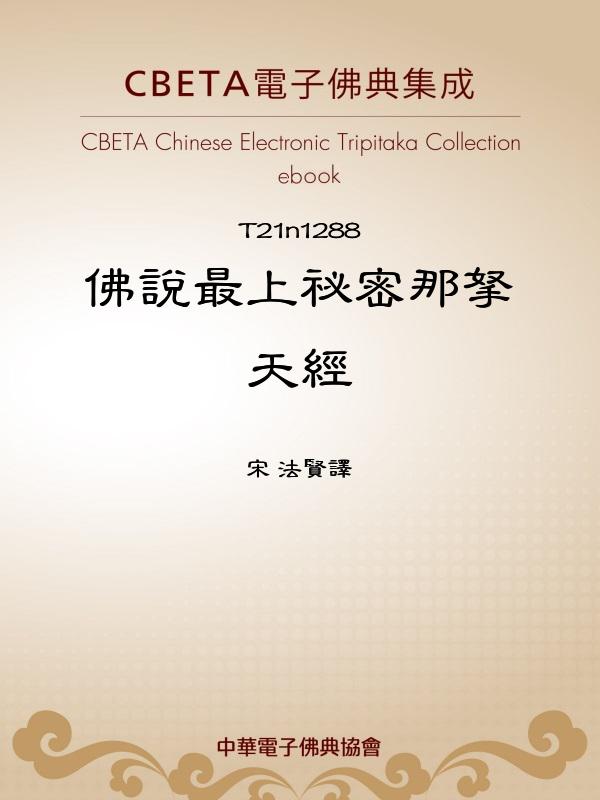 CBETA電子佛典集成
CBETA Chinese Electronic Tripitaka Collection
ebook
T21n1288
佛說最上祕密那拏
天經
宋 法賢譯
中華電子佛典協會